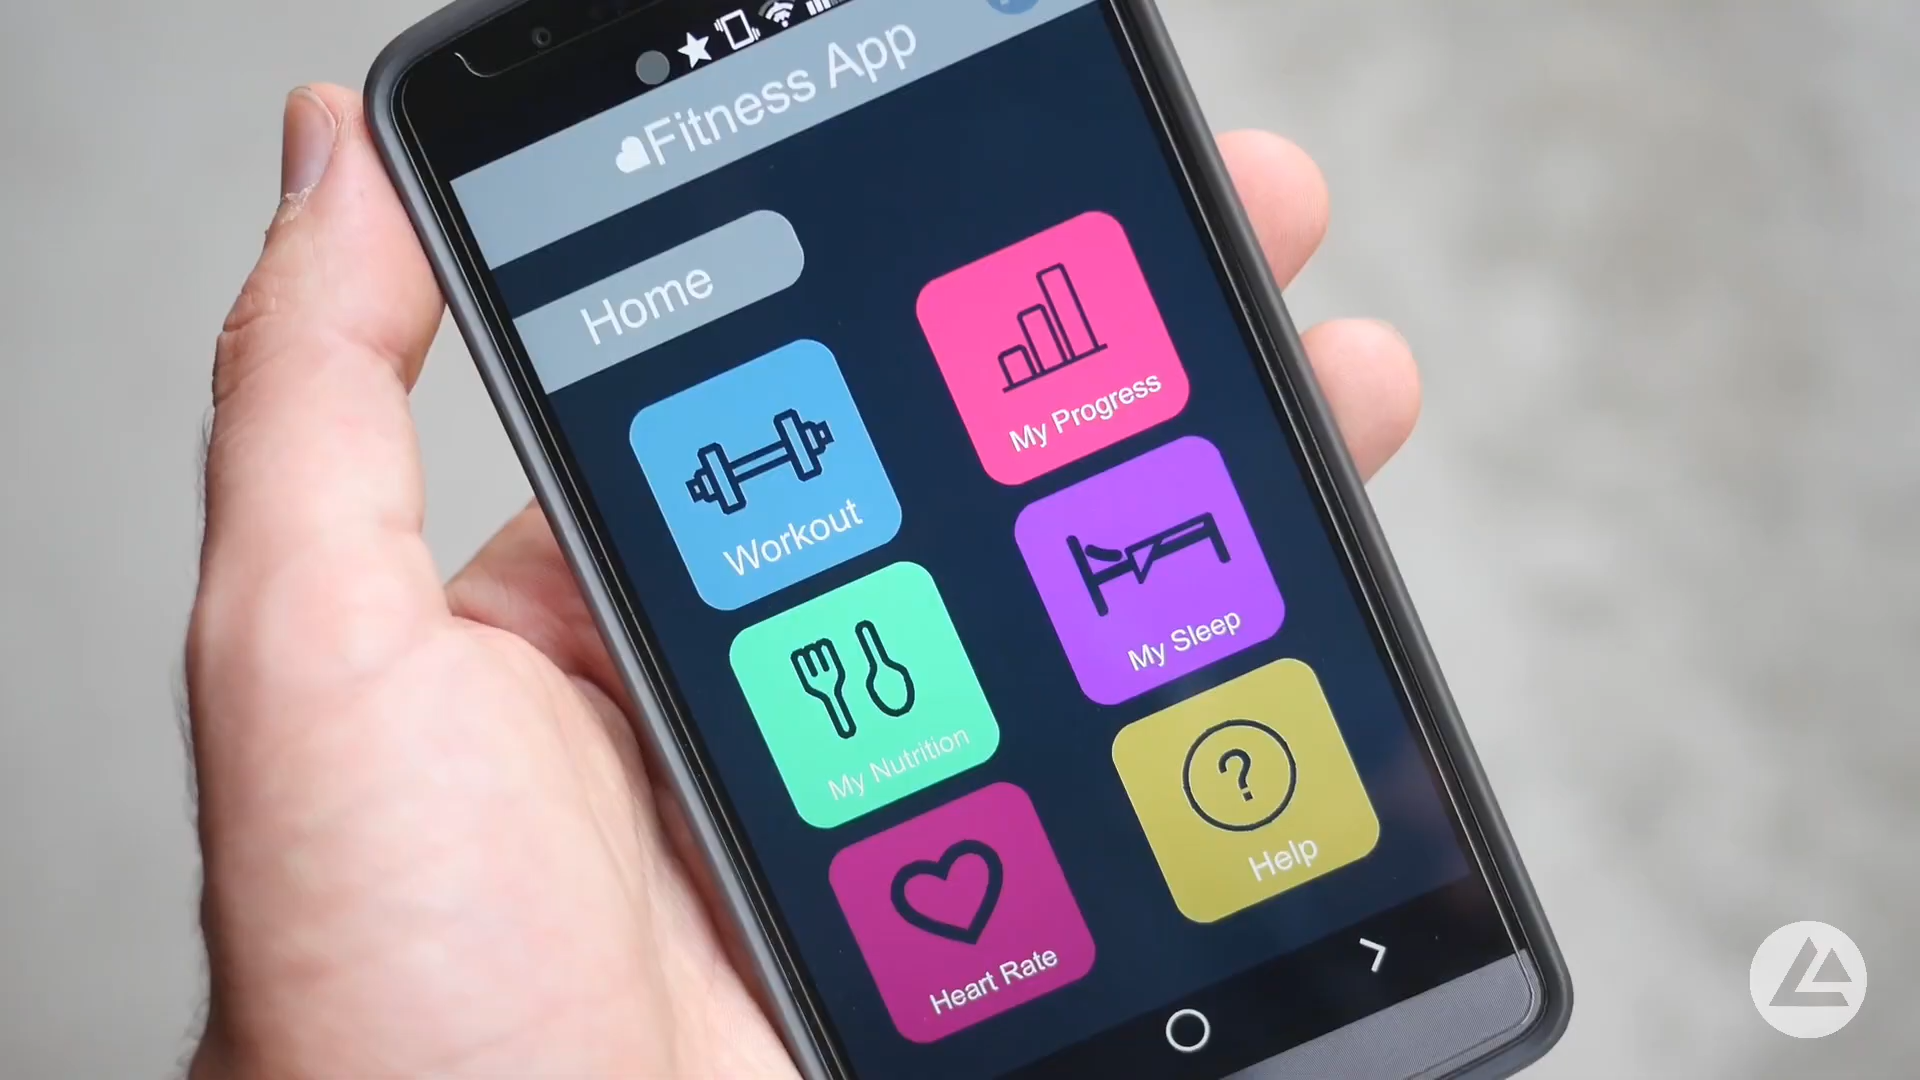 Fitness App
Home
Workout
My Progress
My Nutrition
My Sleep
Heart Rate
Help